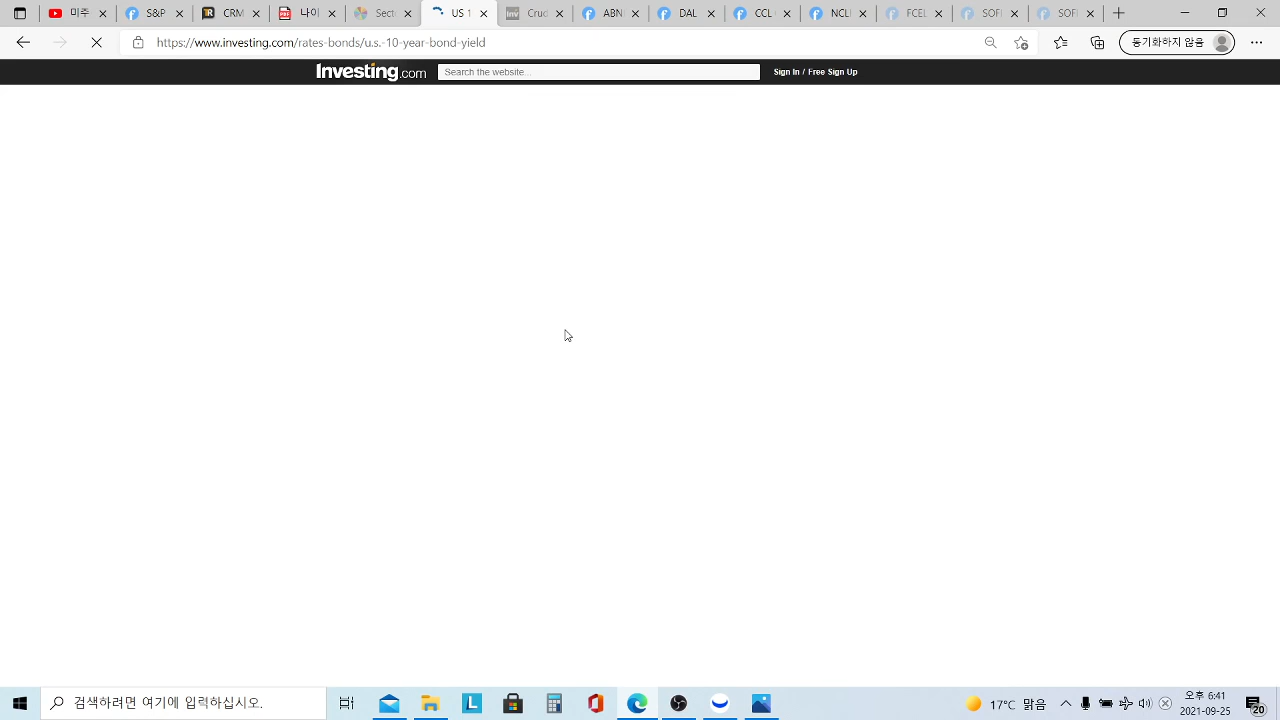 미주
S&P
CRM
나이
Sect
US 1
Cruc
ABN
DAL
CCL
NCLI
FCEL
SOFI
SOFI
https://www.investing.com/rates-bonds/u.s.-10-year-bond-yield
동기화하지 않음
Investing.com
Search the website...
Sign In / Free Sign Up
검색하려면 여기에 입력하십시오.
17°C 맑음
오후 6:41
2021-09-25
20